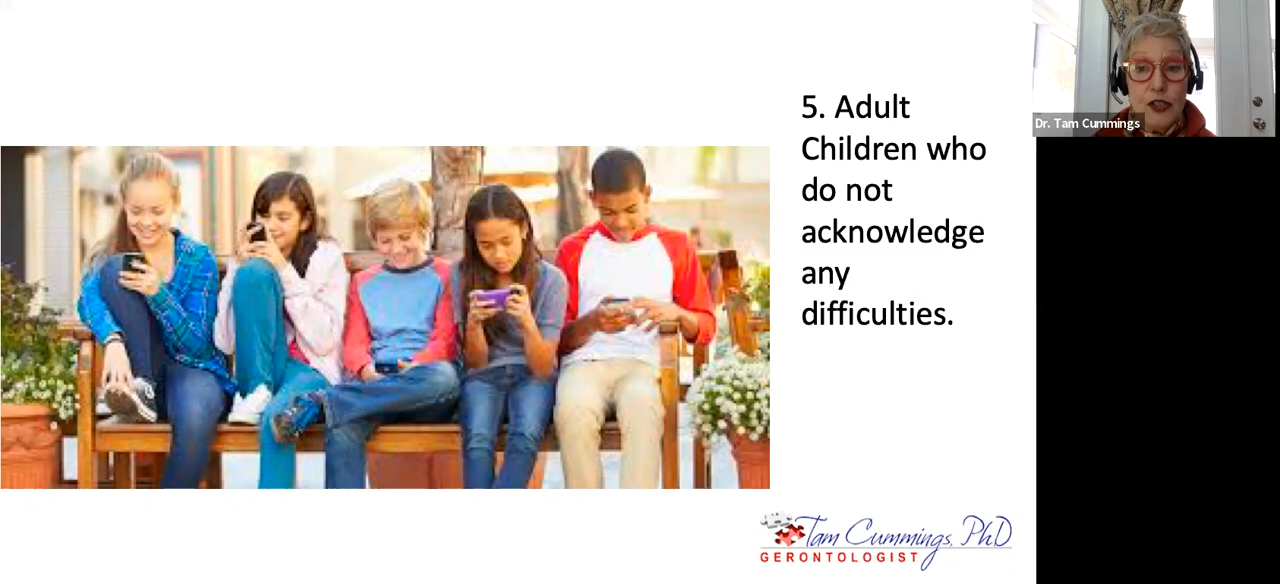 5. Adult
Children who
do not
acknowledge
any
difficulties.
Dr. Tam Cummings
Tam Cummings, PhD
GERONTOLOGIST